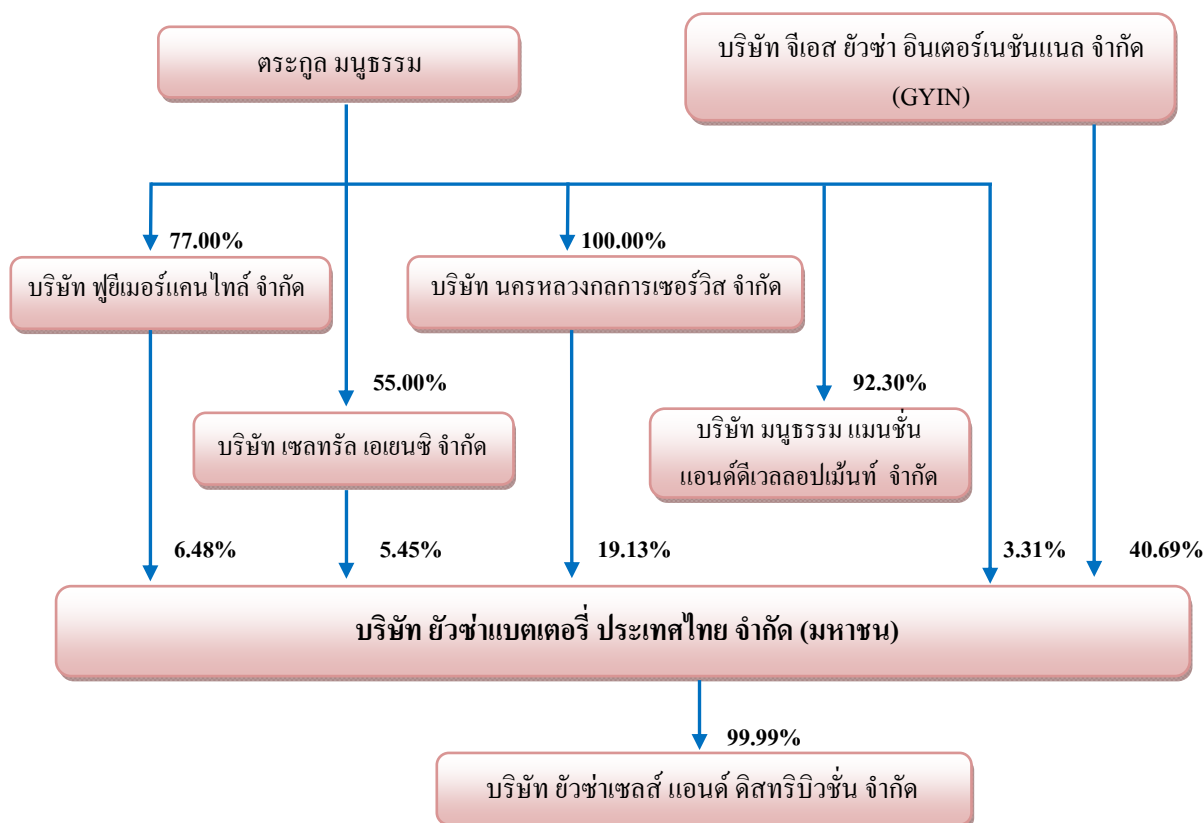 ตระกูล มนูธรรม
บริษัท จีเอส ยัวซ่า อินเตอร์เนชันแนล จำกัด
(GYIN)
77.00%
100.00%
บริษัท ฟูยีเมอร์แคนไทล์ จำกัด
บริษัท นครหลวงกลการเซอร์วิส จำกัด
55.00%
92.30%
บริษัท เซลทรัล เอเยนซี จำกัด
บริษัท มนูธรรม แมนชั่น
แอนด์ดีเวลลอปเม้นท์ จำกัด
6.48%
5.45%
19.13%
3.31%
40.69%
บริษัท ยัวซ่าแบตเตอรี่ ประเทศไทย จำกัด (มหาชน)
99.99%
บริษัท ยัวซ่าเซลส์ แอนด์ ดิสทริบิวชั่น จำกัด